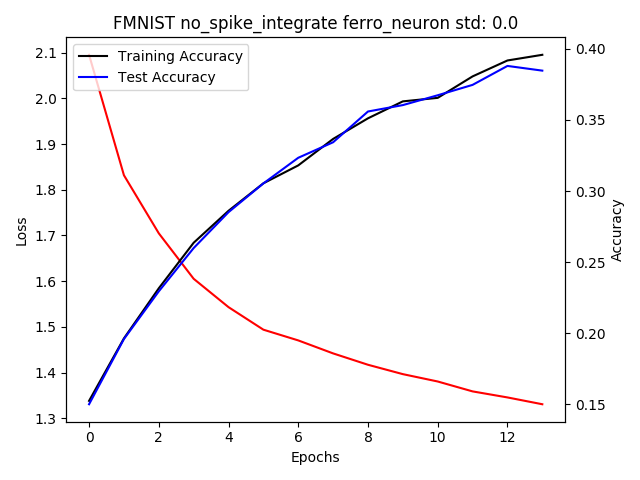 FMNIST no_spike_integrate ferro_neuron std: 0.0
Training Accuracy
Test Accuracy
2.1
2.0
1.9
1.8
1.7
1.6
1.5
1.4
1.3
Loss
0.40
0.35
0.30
0.25
0.20
0.15
Accuracy
0 2 4 6 8 10 12
Epochs